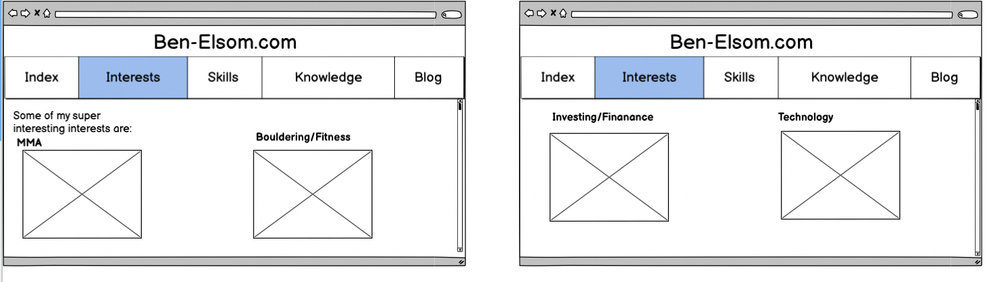 Ben-Elsom.com
Index Interests Skills Knowledge Blog
Some of my super
interesting interests are:
MMA
Bouldering/Fitness
Ben-Elsom.com
Index Interests Skills Knowledge Blog
Investing/Finanance
Technology